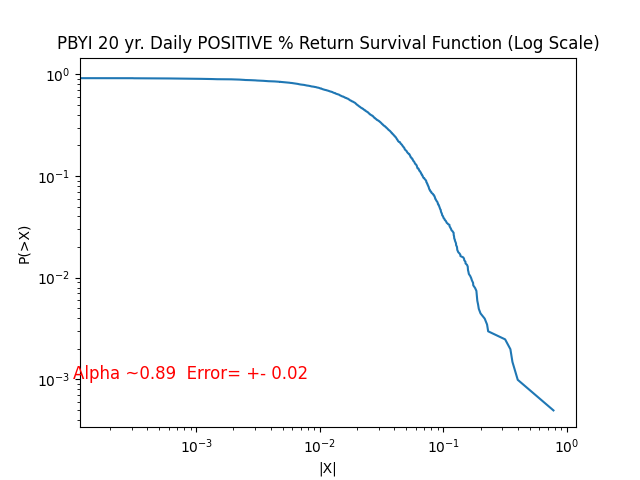 PBYI 20 yr. Daily POSITIVE % Return Survival Function (Log Scale)
10⁰
10⁻¹
10⁻²
10⁻³
P(>X)
Alpha ~0.89  Error= +- 0.02
10⁻³ 10⁻² 10⁻¹ 10⁰
|X|